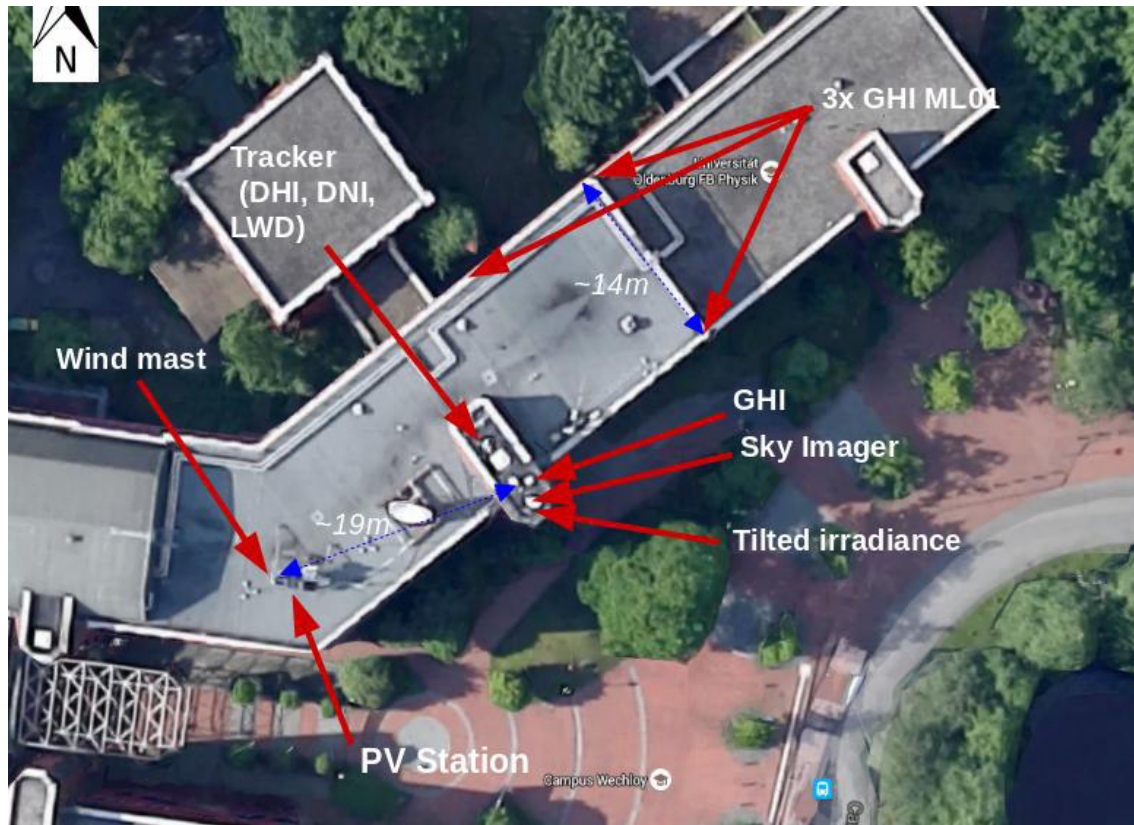 N
3x GHI ML01
Tracker
(DHI, DNI,
LWD)
Universität
Oldenburg FB Physik
~14m
Wind mast
GHI
Sky Imager
~19m
Tilted irradiance
PV Station
Campus Wechloy
Ca